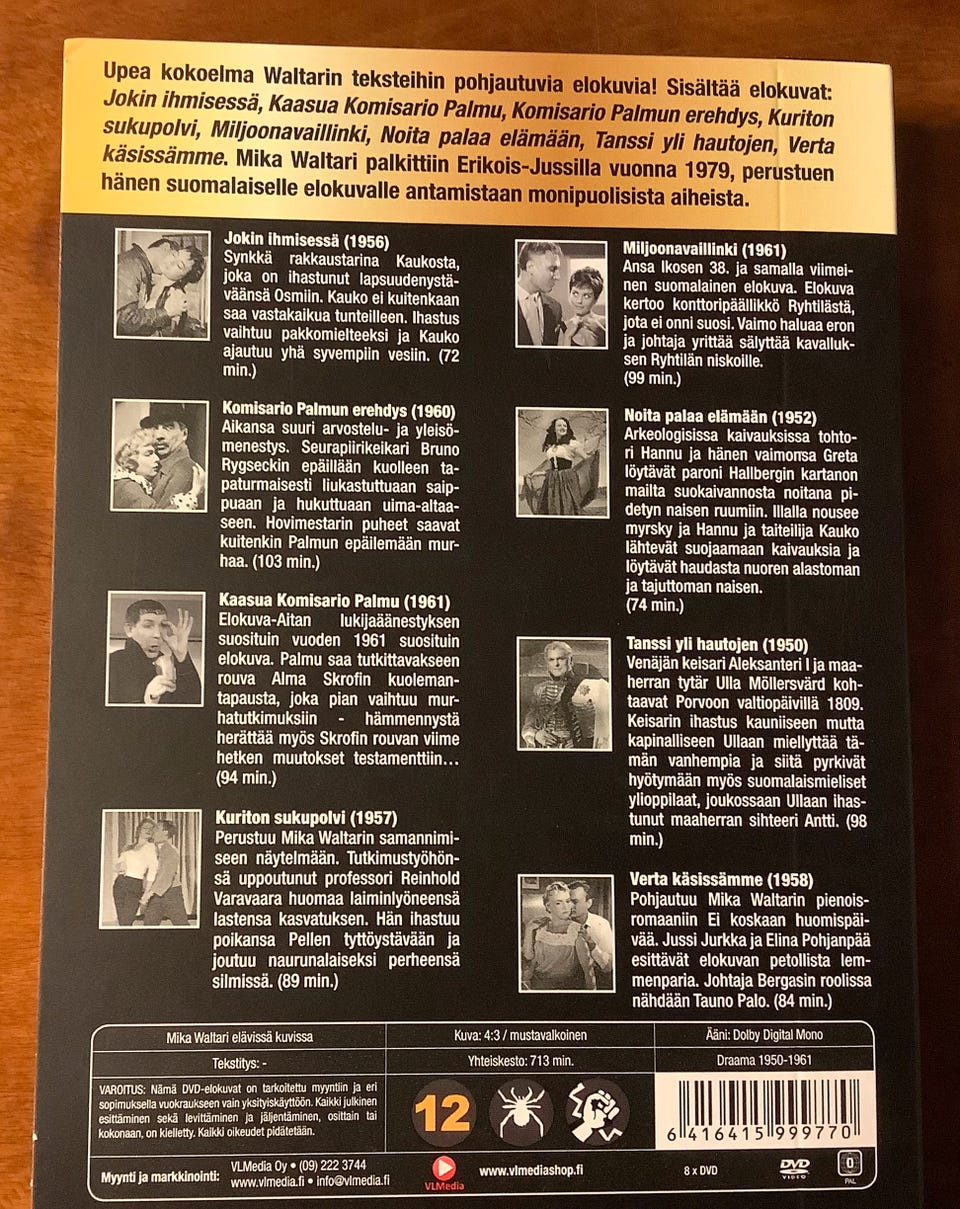 Upea kokoelma Waltarin teksteihin pohjautuvia elokuvia! Sisältää elokuvat:
Jokin ihmisessä, Kaasua Komisario Palmu, Komisario Palmun erehdys, Kuriton
sukupolvi, Miljoonavaillinki, Noita palaa elämään, Tanssi yli hautojen, Verta
käsissämme. Mika Waltari palkittiin Erikois-Jussilla vuonna 1979, perustuen
hänen suomalaiselle elokuvalle antamistaan monipuolisista aiheista.
Jokin ihmisessä (1956)
Synkkä rakkaustarina Kaukosta,
joka on ihastunut lapsuudenystä-
väänsä Osmiin. Kauko ei kuitenkaan
saa vastakaikua tunteilleen. Ihastus
vaihtuu pakkomielteeksi ja Kauko
ajautuu yhä syvempiin vesiin. (72
min.)
Komisario Palmun erehdys (1960)
Aikansa suuri arvostelu- ja yleisö-
menestys. Seurapiirikeikari Bruno
Rygseckin epäillään kuolleen ta-
paturmaisesti liukastuttuaan saip-
puaan ja hukuttuaan uima-altaa-
seen. Hovimestarin puheet saavat
kuitenkin Palmun epäilemään mur-
haa. (103 min.)
Kaasua Komisario Palmu (1961)
Elokuva-Aitan lukijaäänestyksen
suosituin vuoden 1961 suosituin
elokuva. Palmu saa tutkittavakseen
rouva Alma Skrofin kuoleman-
tapausta, joka pian vaihtuu mur-
hatutkimuksiin - hämmennystä
herättää myös Skrofin rouvan viime
hetken muutokset testamenttiin...
(94 min.)
Kuriton sukupolvi (1957)
Perustuu Mika Waltarin samannimi-
seen näytelmään. Tutkimustyöhön-
sä uppoutunut professori Reinhold
Varavaara huomaa laiminlyöneensä
lastensa kasvatuksen. Hän ihastuu
poikansa Pellen tyttöystävään ja
joutuu naurunalaiseksi perheensä
silmissä. (89 min.)
Miljoonavaillinki (1961)
Ansa Ikosen 38. ja samalla viimei-
nen suomalainen elokuva. Elokuva
kertoo konttoripäällikkö Ryhtilästä,
jota ei onni suosi. Vaimo haluaa eron
ja johtaja yrittää sälyttää kavalluk-
sen Ryhtilän niskoille.
(99 min.)
Noita palaa elämään (1952)
Arkeologisissa kaivauksissa tohto-
ri Hannu ja hänen vaimonsa Greta
löytävät paroni Hallbergin kartanon
mailta suokaivannosta noitana pi-
detyn naisen ruumiin. Illalla nousee
myrsky ja Hannu ja taiteilija Kauko
lähtevät suojaamaan kaivauksia ja
löytävät haudasta nuoren alastoman
ja tajuttoman naisen.
(74 min.)
Tanssi yli hautojen (1950)
Venäjän keisari Aleksanteri I ja maa-
herran tytär Ulla Möllersvärd koh-
taavat Porvoon valtiopäivillä 1809.
Keisarin ihastus kauniiseen mutta
kapinalliseen Ullaan miellyttää tä-
män vanhempia ja siitä pyrkivät
hyötymään myös suomalaismieliset
ylioppilaat, joukossaan Ullaan ihas-
tunut maaherran sihteeri Antti. (98
min.)
Verta käsissämme (1958)
Pohjautuu Mika Waltarin pienois-
romaaniin Ei koskaan huomispäi-
vää. Jussi Jurkka ja Elina Pohjanpää
esittävät elokuvan petollista lem-
menparia. Johtaja Bergasin roolissa
nähdään Tauno Palo. (84 min.)
Mika Waltari elävissä kuvissa
Kuva: 4:3 / mustavalkoinen
Ääni: Dolby Digital Mono
Tekstitys: -
Yhteiskesto: 713 min.
Draama 1950-1961
VAROITUS: Nämä DVD-elokuvat on tarkoitettu myyntiin ja eri
sopimuksella vuokraukseen vain yksityiskäyttöön. Kaikki julkinen
esittäminen sekä levittäminen ja jäljentäminen, osittain tai
kokonaan, on kielletty. Kaikki oikeudet pidätetään.
12
6 416415 999770
Myynti ja markkinointi:
VLMedia Oy • (09) 222 3744
www.vlmedia.fi • info@vlmedia.fi
VLMedia
www.vlmediashop.fi
8 x DVD
DVD
VIDEO
0
PAL